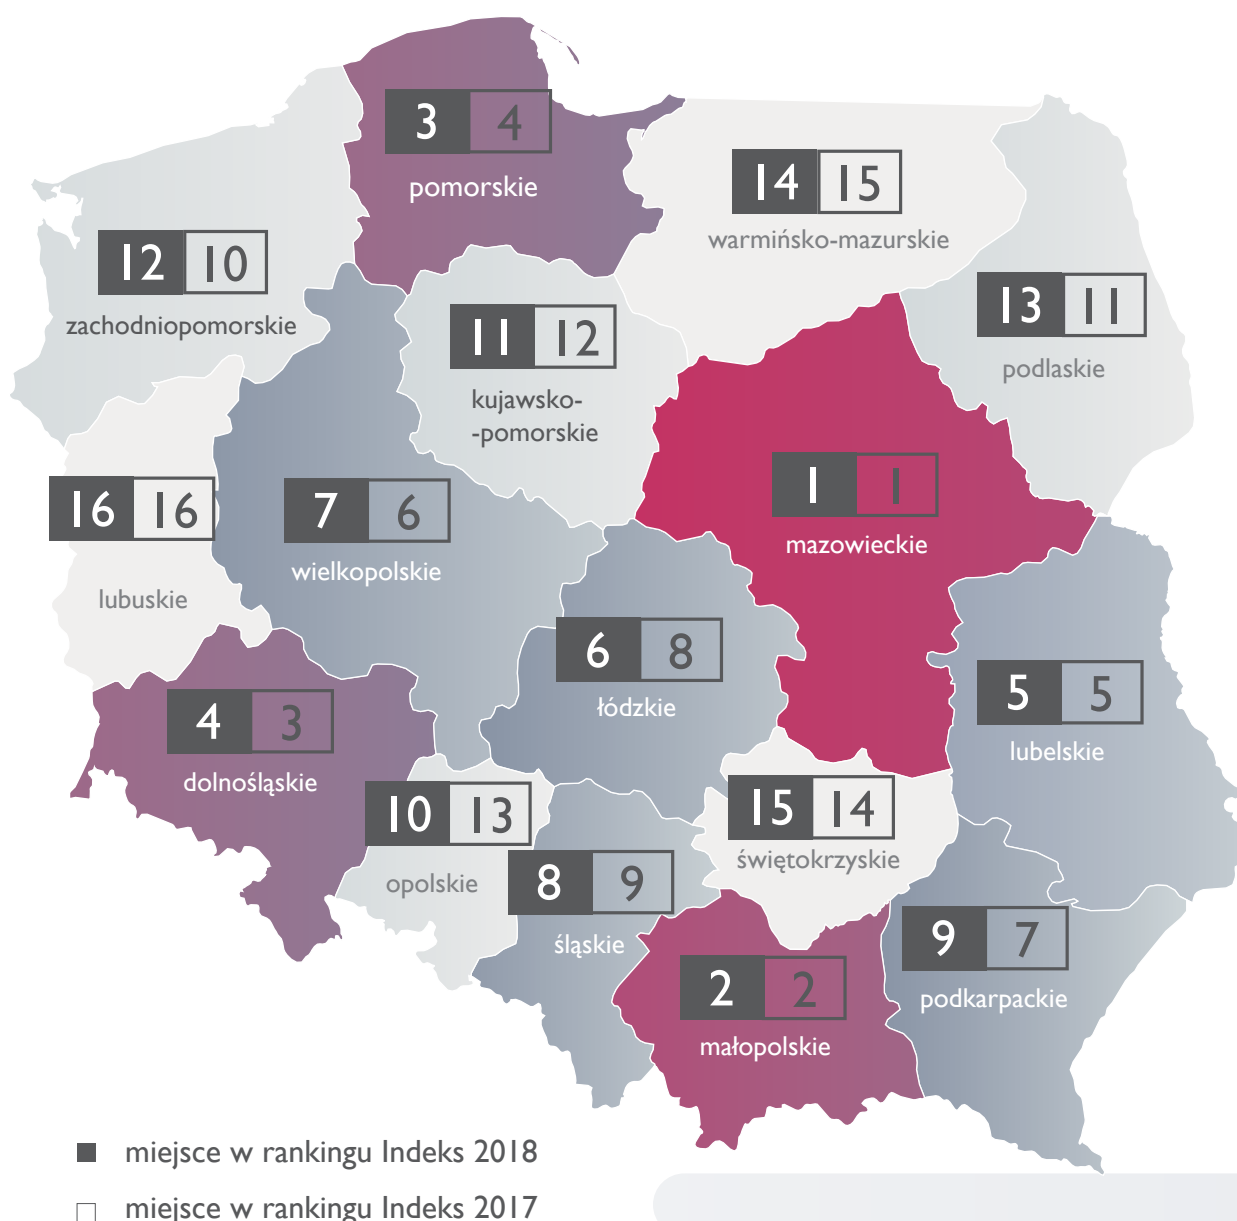 3 4
pomorskie
14 15
warmińsko-mazurskie
12 10
zachodniopomorskie
13 11
podlaskie
11 12
kujawsko-
-pomorskie
1 1
mazowieckie
16 16
lubuskie
7 6
wielkopolskie
6 8
łódzkie
5 5
lubelskie
4 3
dolnośląskie
10 13
opolskie
15 14
świętokrzyskie
8 9
śląskie
9 7
podkarpackie
2 2
małopolskie
miejsce w rankingu Indeks 2018
miejsce w rankingu Indeks 2017